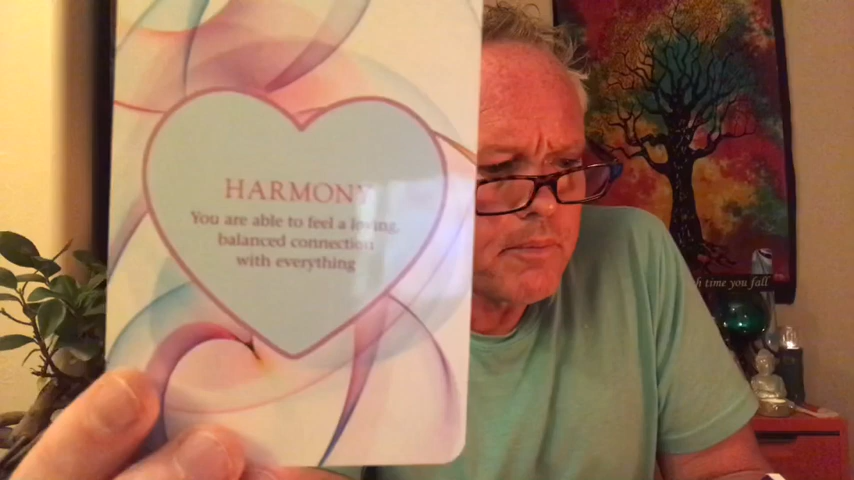 HARMONY
You are able to feel a loving,
balanced connection
with everything
h time you fall